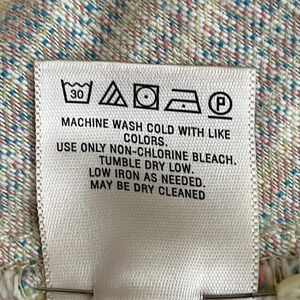 30 P
MACHINE WASH COLD WITH LIKE
COLORS.
USE ONLY NON-CHLORINE BLEACH.
TUMBLE DRY LOW.
LOW IRON AS NEEDED.
MAY BE DRY CLEANED